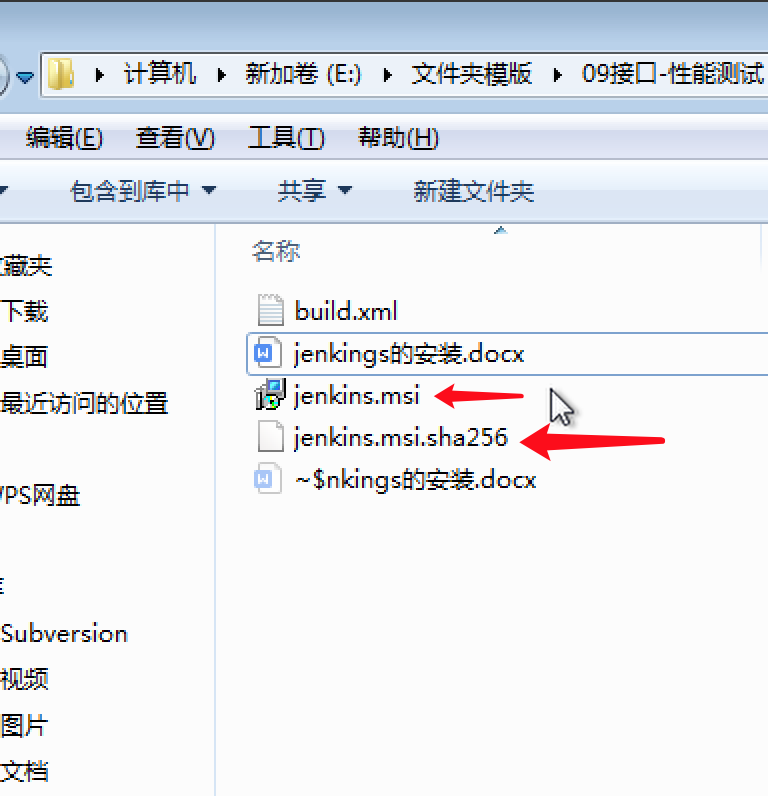 计算机 新加卷 (E:) 文件夹模版 09接口-性能测试
编辑(E) 查看(V) 工具(T) 帮助(H)
包含到库中 共享 新建文件夹
名称
收藏夹
下载
桌面
最近访问的位置
WPS网盘
库
Subversion
视频
图片
文档
build.xml
jenkings的安装.docx
jenkins.msi
jenkins.msi.sha256
~$nkings的安装.docx